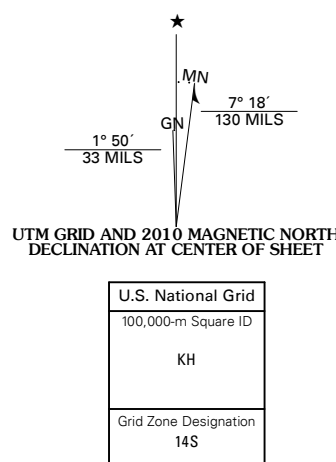 MN
7° 18´
130 MILS
GN
1° 50´
33 MILS
UTM GRID AND 2010 MAGNETIC NORTH
DECLINATION AT CENTER OF SHEET
U.S. National Grid
100,000-m Square ID
KH
Grid Zone Designation
14S